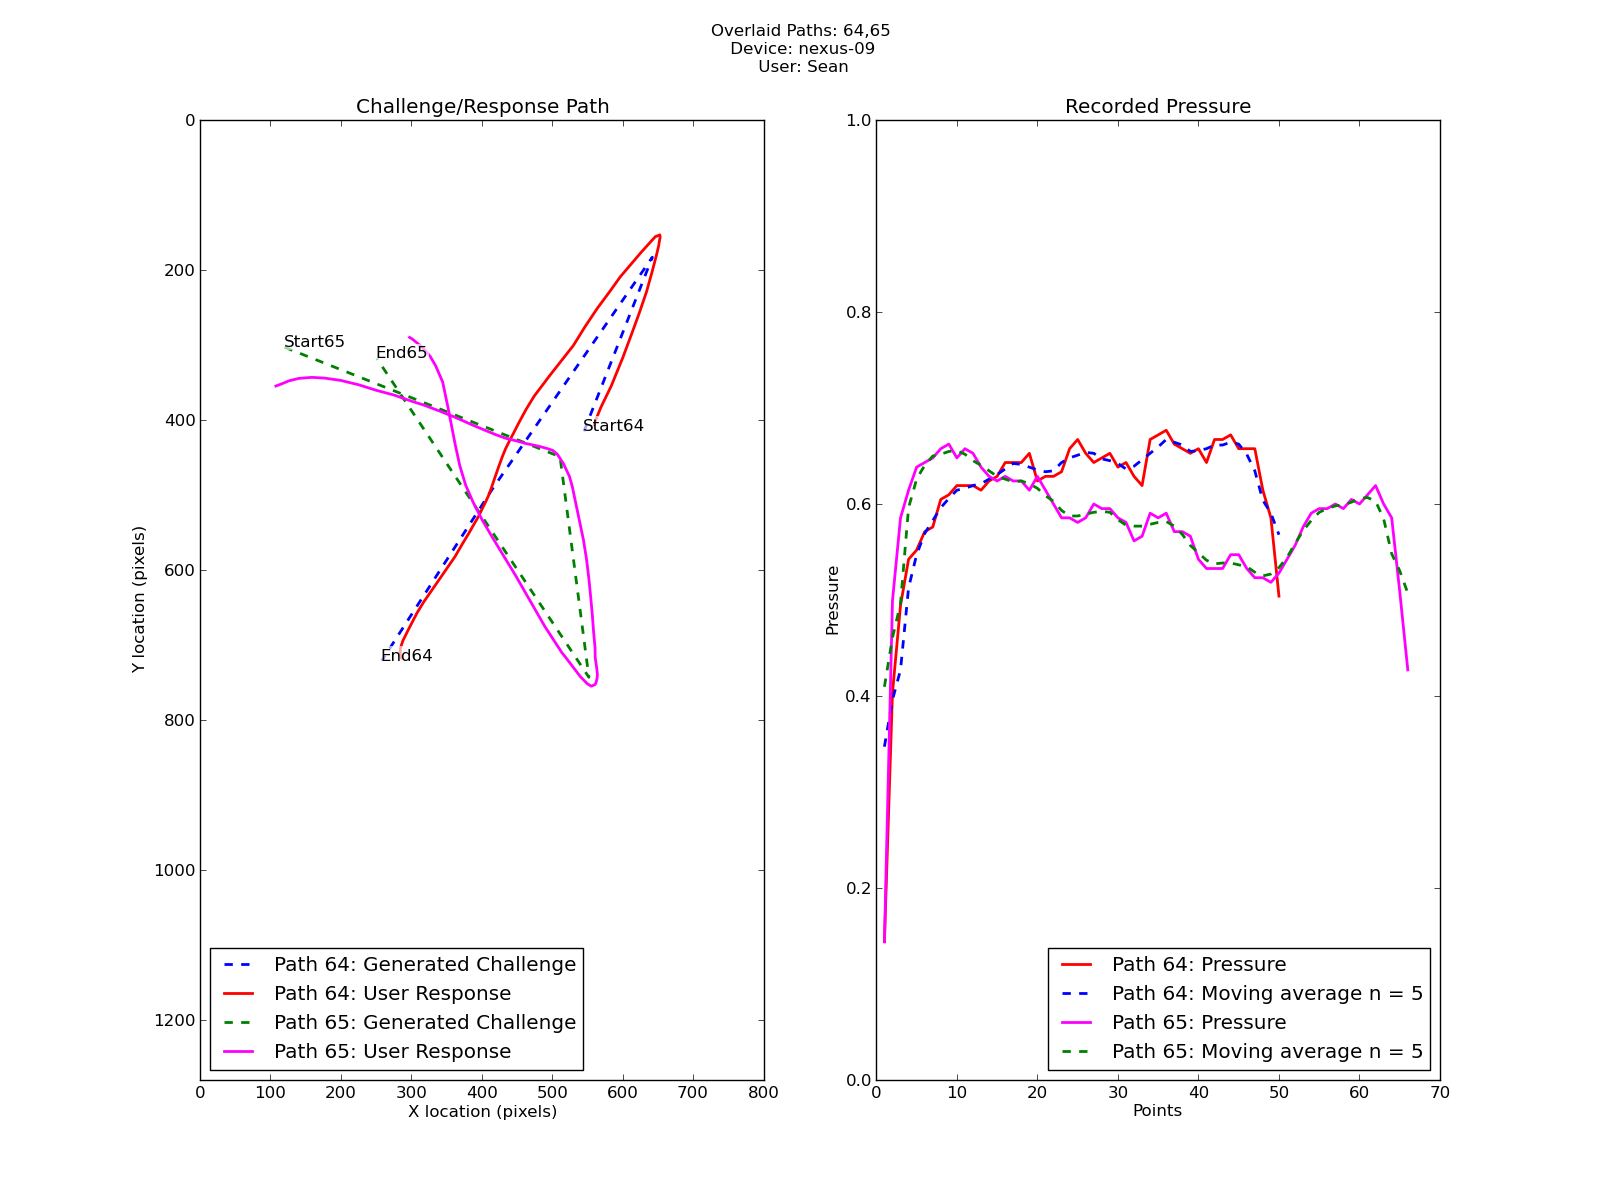 Overlaid Paths: 64,65
Device: nexus-09
User: Sean
Challenge/Response Path
0
200
400
600
800
1000
1200
Y location (pixels)
Start65
End65
Start64
End64
Path 64: Generated Challenge
Path 64: User Response
Path 65: Generated Challenge
Path 65: User Response
0 100 200 300 400 500 600 700 800
X location (pixels)
Recorded Pressure
1.0
0.8
0.6
0.4
0.2
0.0
Pressure
Path 64: Pressure
Path 64: Moving average n = 5
Path 65: Pressure
Path 65: Moving average n = 5
0 10 20 30 40 50 60 70
Points